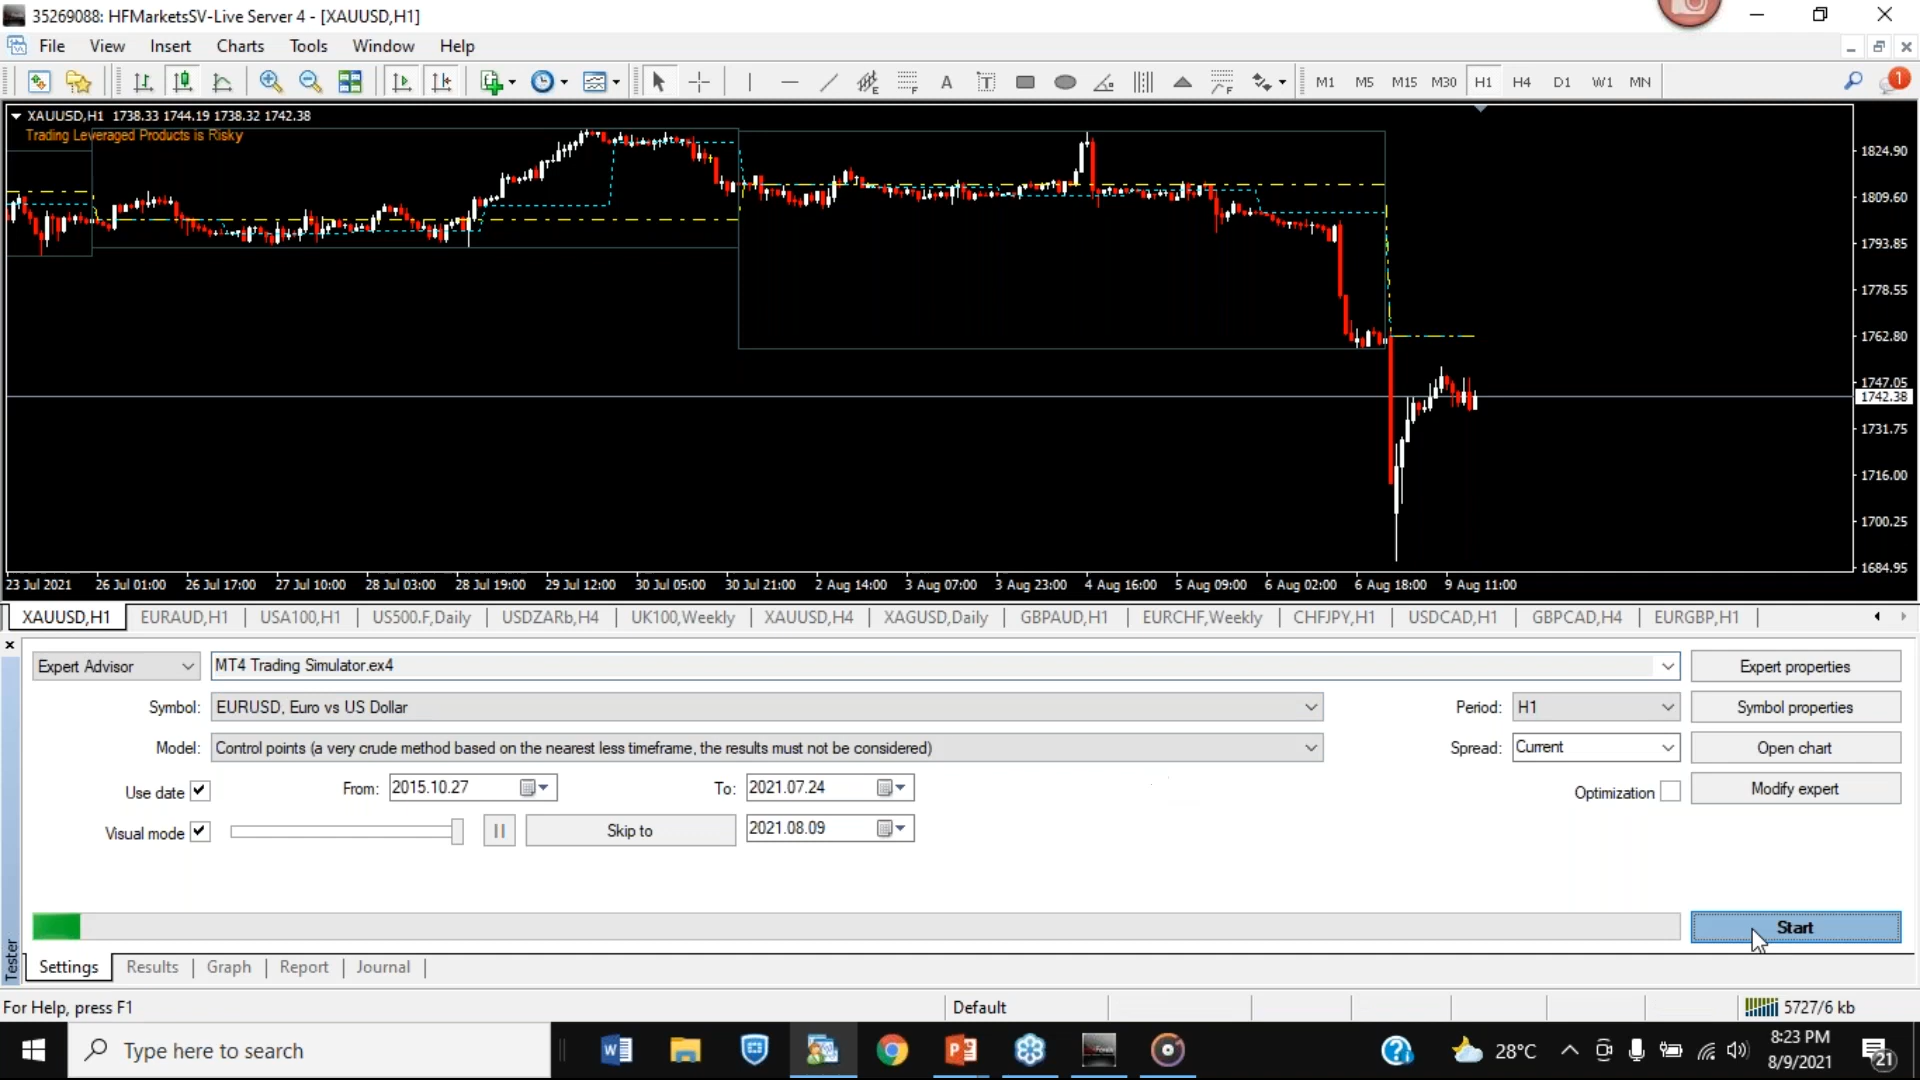 35269088: HFMarketsSV-Live Server 4 - [XAUUSD,H1]
File View Insert Charts Tools Window Help
M1 M5 M15 M30 H1 H4 D1 W1 MN 1
XAUUSD,H1 1738.33 1744.19 1738.32 1742.38
Trading Leveraged Products is Risky
1824.90
1809.60
1793.85
1778.55
1762.80
1747.05
1742.38
1731.75
1716.00
1700.25
1684.95
23 Jul 2021 26 Jul 01:00 26 Jul 17:00 27 Jul 10:00 28 Jul 03:00 28 Jul 19:00 29 Jul 12:00 30 Jul 05:00 30 Jul 21:00 2 Aug 14:00 3 Aug 07:00 3 Aug 23:00 4 Aug 16:00 5 Aug 09:00 6 Aug 02:00 6 Aug 18:00 9 Aug 11:00
XAUUSD,H1 EURAUD,H1 USA100,H1 US500.F,Daily USDZARb,H4 UK100,Weekly XAUUSD,H4 XAGUSD,Daily GBPAUD,H1 EURCHF,Weekly CHFJPY,H1 USDCAD,H1 GBPCAD,H4 EURGBP,H1
Expert Advisor MT4 Trading Simulator.ex4 Expert properties
Symbol: EURUSD, Euro vs US Dollar Period: H1 Symbol properties
Model: Control points (a very crude method based on the nearest less timeframe, the results must not be considered) Spread: Current Open chart
Use date From: 2015.10.27 To: 2021.07.24 Optimization Modify expert
Visual mode Skip to 2021.08.09
Start
Tester
Settings Results Graph Report Journal
For Help, press F1 Default 5727/6 kb
Type here to search 28°C 8:23 PM
8/9/2021 21